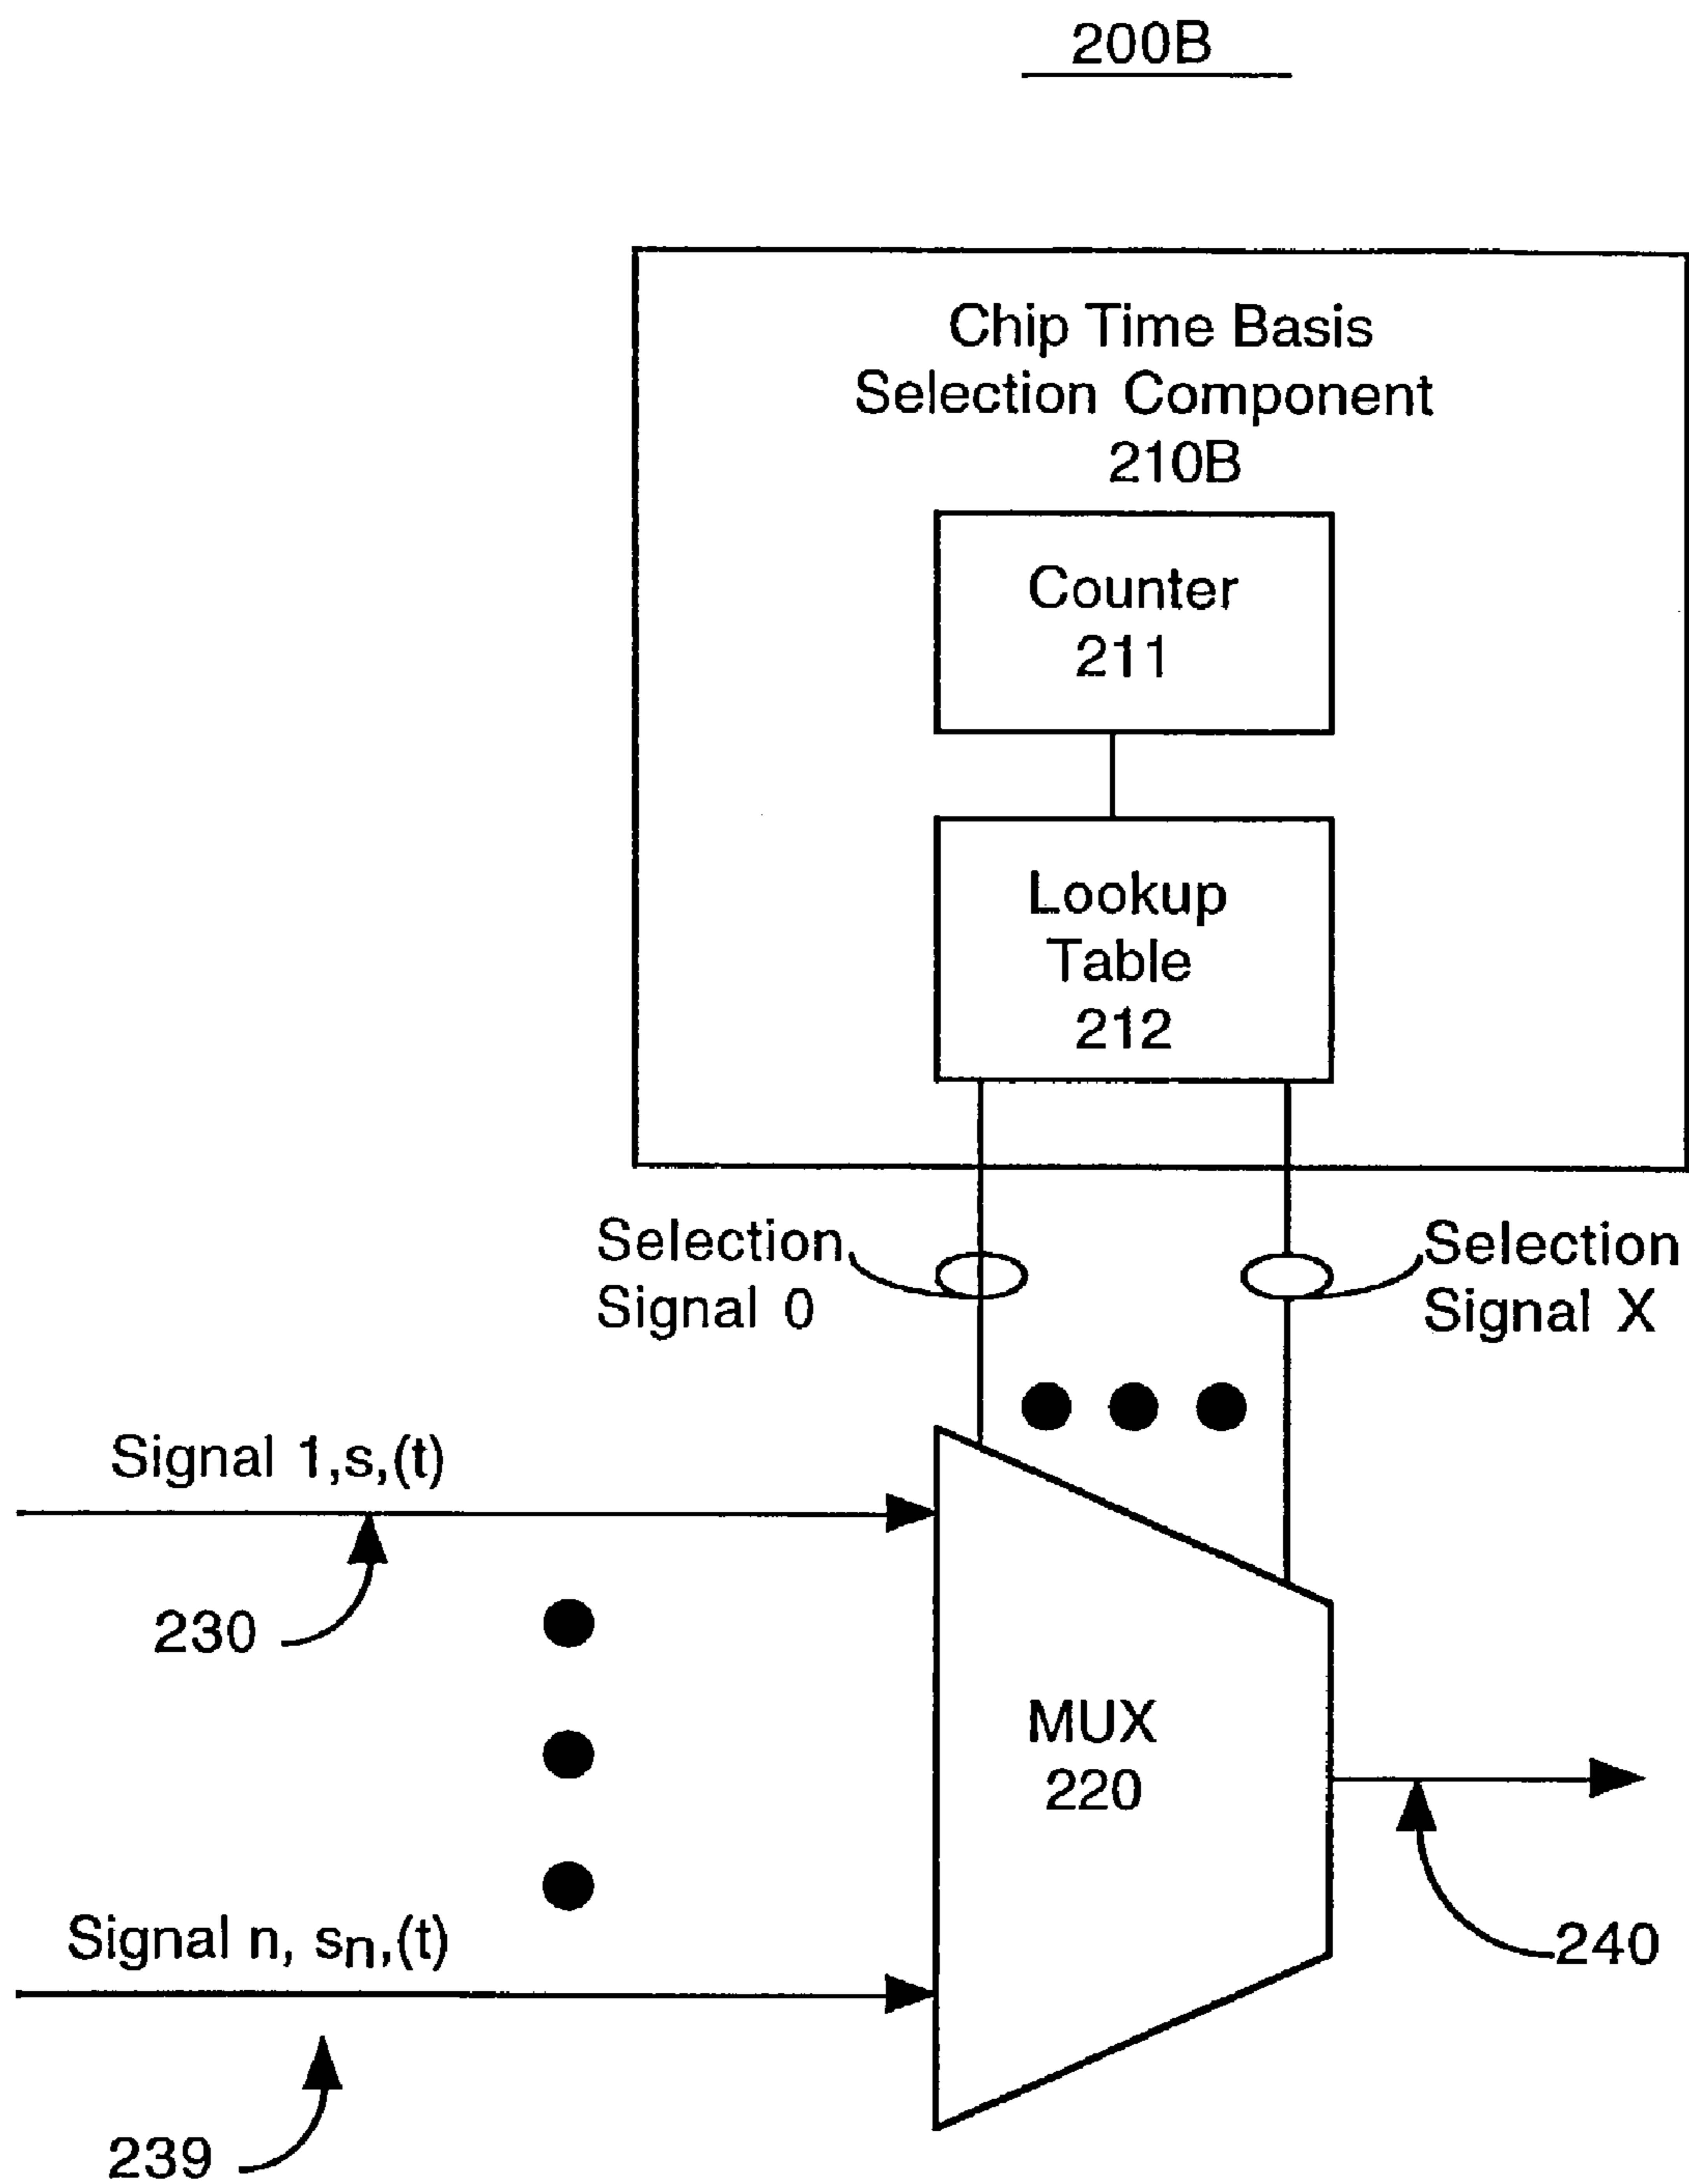 200B
Chip Time Basis
Selection Component
210B
Counter
211
Lookup
Table
212
Selection
Signal 0
Selection
Signal X
Signal 1,s,(t)
230
MUX
220
Signal n, sn,(t)
240
239